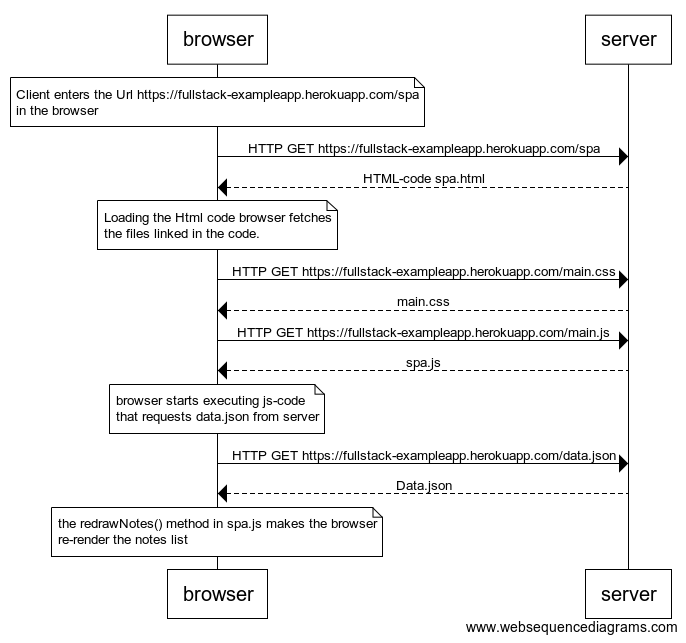 browser
server
Client enters the Url https://fullstack-exampleapp.herokuapp.com/spa
in the browser
HTTP GET https://fullstack-exampleapp.herokuapp.com/spa
HTML-code spa.html
Loading the Html code browser fetches
the files linked in the code.
HTTP GET https://fullstack-exampleapp.herokuapp.com/main.css
main.css
HTTP GET https://fullstack-exampleapp.herokuapp.com/main.js
spa.js
browser starts executing js-code
that requests data.json from server
HTTP GET https://fullstack-exampleapp.herokuapp.com/data.json
Data.json
the redrawNotes() method in spa.js makes the browser
re-render the notes list
browser
server
www.websequencediagrams.com